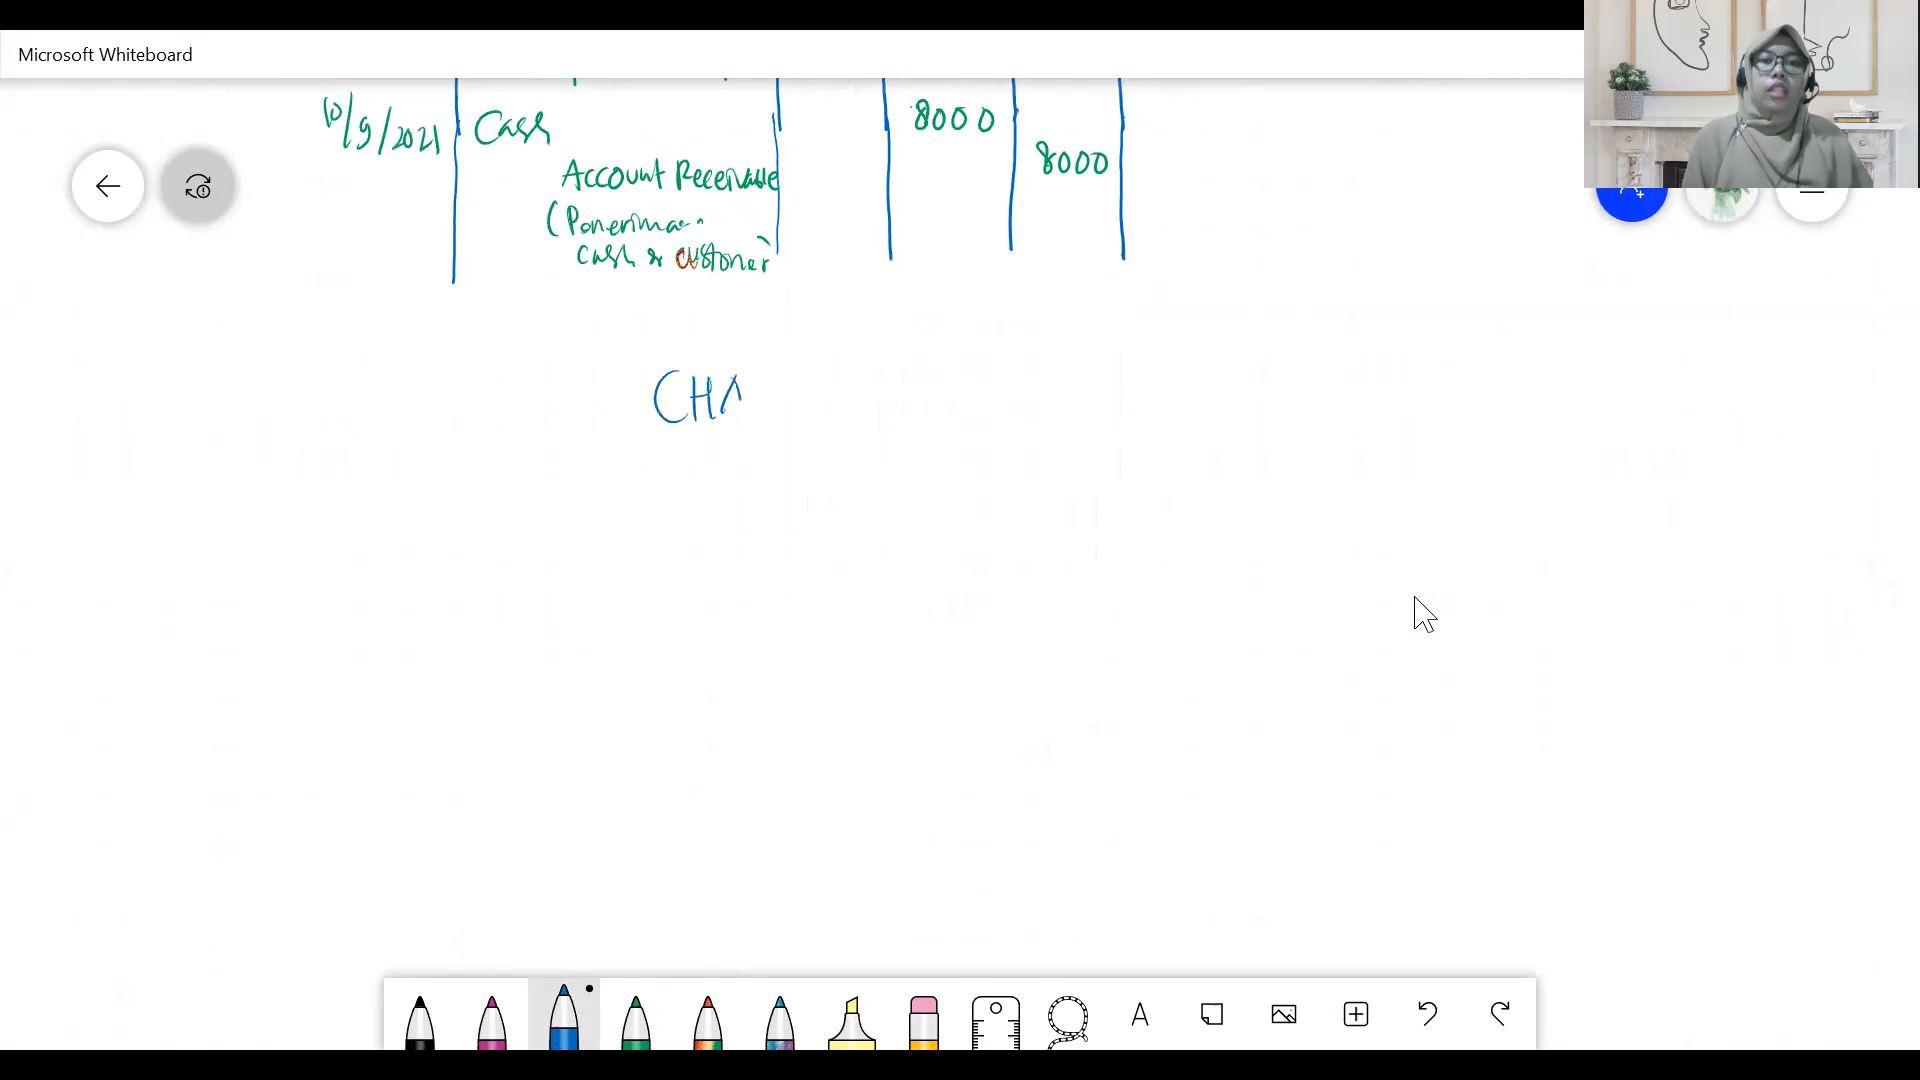 Microsoft Whiteboard
10/9/2021 Cash 8000
Account Receivable 8000
(Penerimaan
cash & customer)
CHA